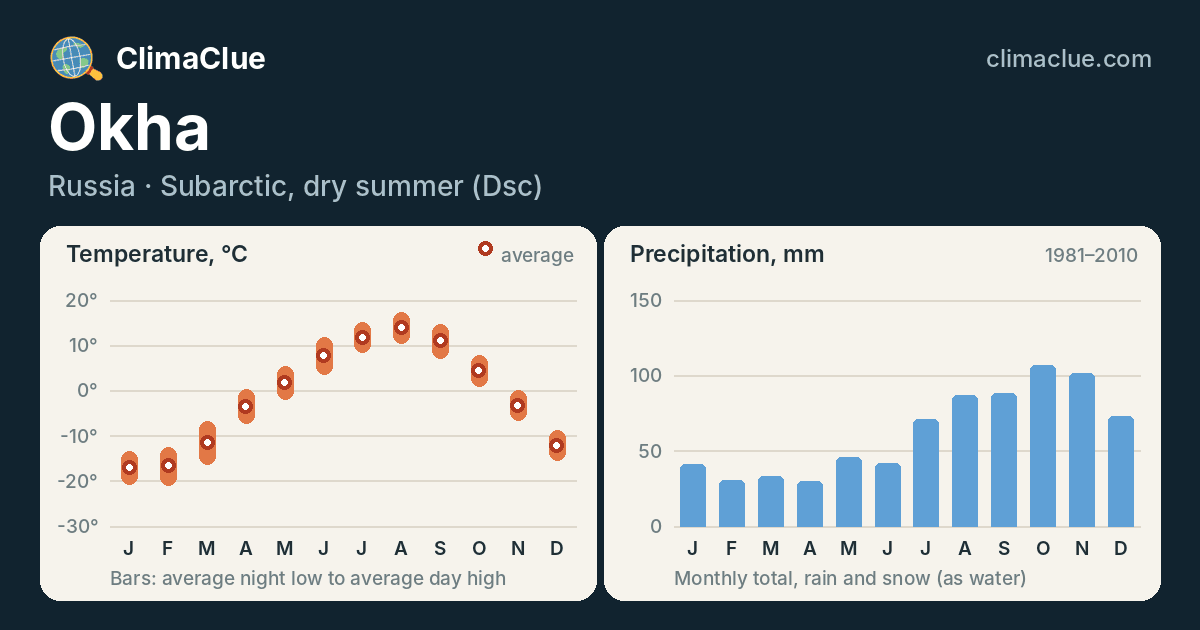 ClimaClue
climaclue.com
Okha
Russia · Subarctic, dry summer (Dsc)
Temperature, °C
average
20°
10°
0°
-10°
-20°
-30°
J F M A M J J A S O N D
Bars: average night low to average day high
Precipitation, mm
1981–2010
150
100
50
0
J F M A M J J A S O N D
Monthly total, rain and snow (as water)